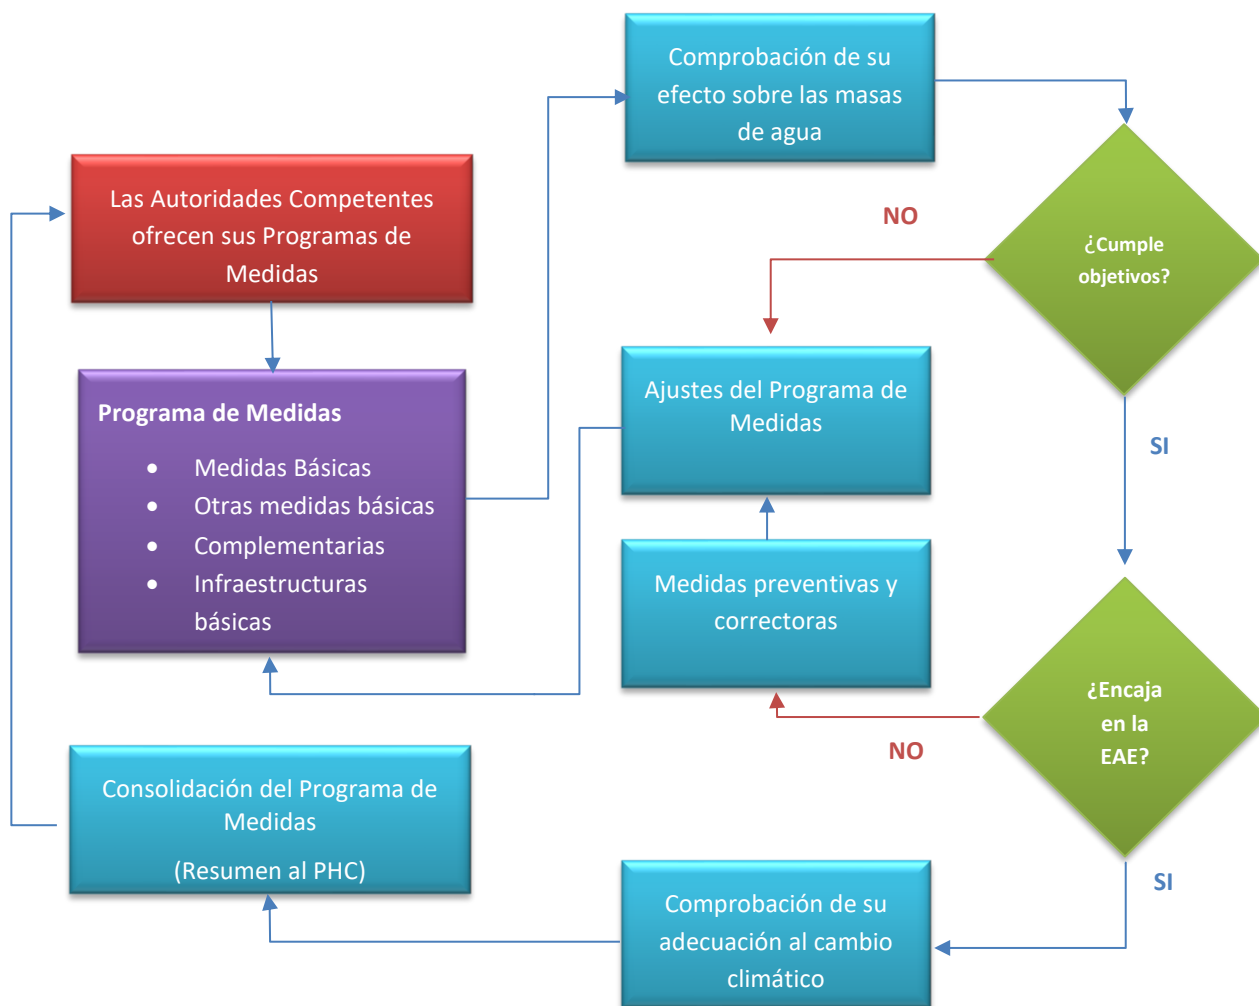 Comprobación de su
efecto sobre las masas
de agua
Las Autoridades Competentes
ofrecen sus Programas de
Medidas
NO
¿Cumple
objetivos?
Programa de Medidas
• Medidas Básicas
• Otras medidas básicas
• Complementarias
• Infraestructuras
básicas
Ajustes del Programa de
Medidas
SI
Medidas preventivas y
correctoras
¿Encaja
en la
EAE?
NO
Consolidación del Programa de
Medidas
(Resumen al PHC)
SI
Comprobación de su
adecuación al cambio
climático